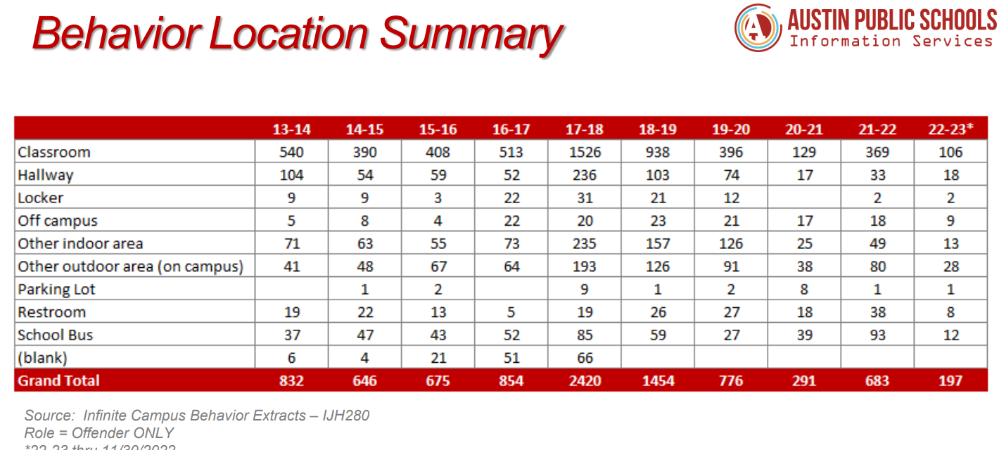 Behavior Location Summary
AUSTIN PUBLIC SCHOOLS
Information Services
13-14 14-15 15-16 16-17 17-18 18-19 19-20 20-21 21-22 22-23*
Classroom 540 390 408 513 1526 938 396 129 369 106
Hallway 104 54 59 52 236 103 74 17 33 18
Locker 9 9 3 22 31 21 12 2 2
Off campus 5 8 4 22 20 23 21 17 18 9
Other indoor area 71 63 55 73 235 157 126 25 49 13
Other outdoor area (on campus) 41 48 67 64 193 126 91 38 80 28
Parking Lot 1 2 9 1 2 8 1 1
Restroom 19 22 13 5 19 26 27 18 38 8
School Bus 37 47 43 52 85 59 27 39 93 12
(blank) 6 4 21 51 66
Grand Total 832 646 675 854 2420 1454 776 291 683 197
Source: Infinite Campus Behavior Extracts – IJH280
Role = Offender ONLY
*22-23 thru 11/30/2022